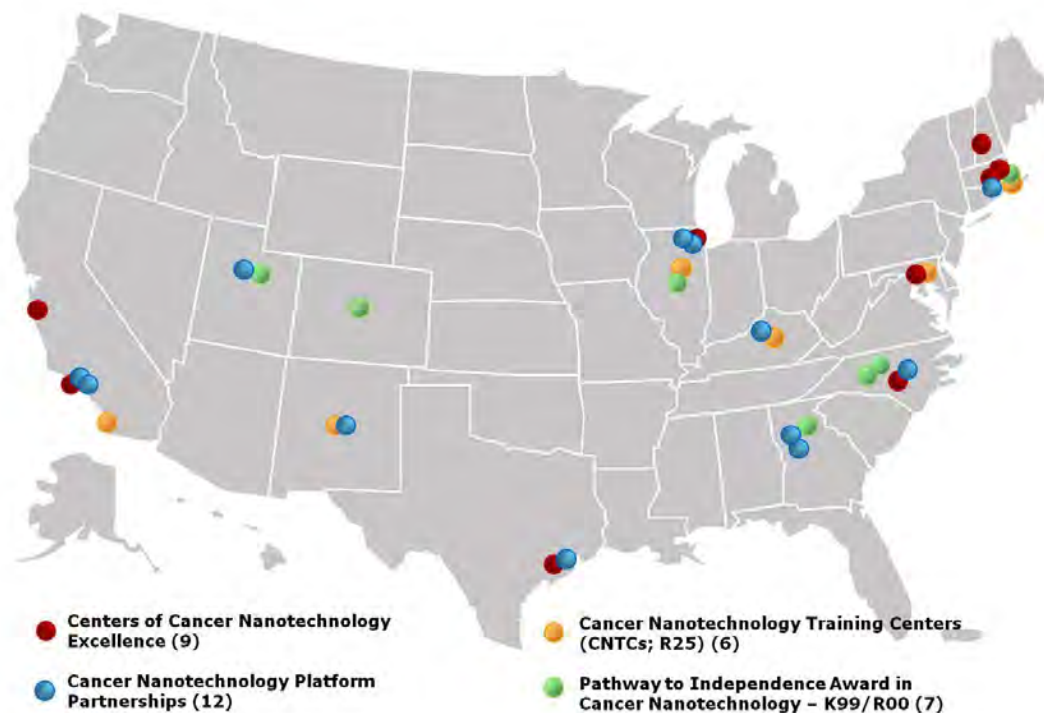 Centers of Cancer Nanotechnology
Excellence (9)
Cancer Nanotechnology Platform
Partnerships (12)
Cancer Nanotechnology Training Centers
(CNTCs; R25) (6)
Pathway to Independence Award in
Cancer Nanotechnology – K99/R00 (7)